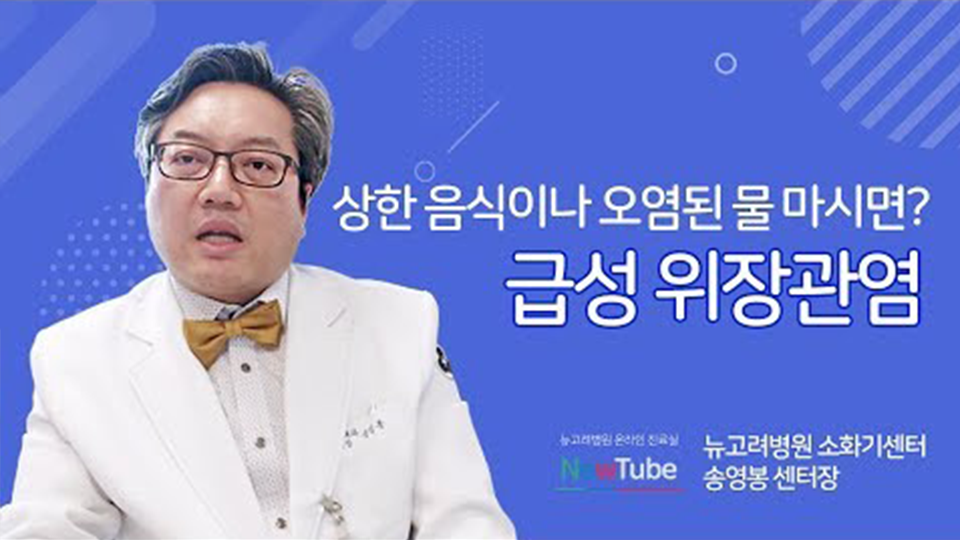 상한 음식이나 오염된 물 마시면?
급성 위장관염
뉴고려병원 온라인 진료실
NewTube
뉴고려병원 소화기센터
송영봉 센터장